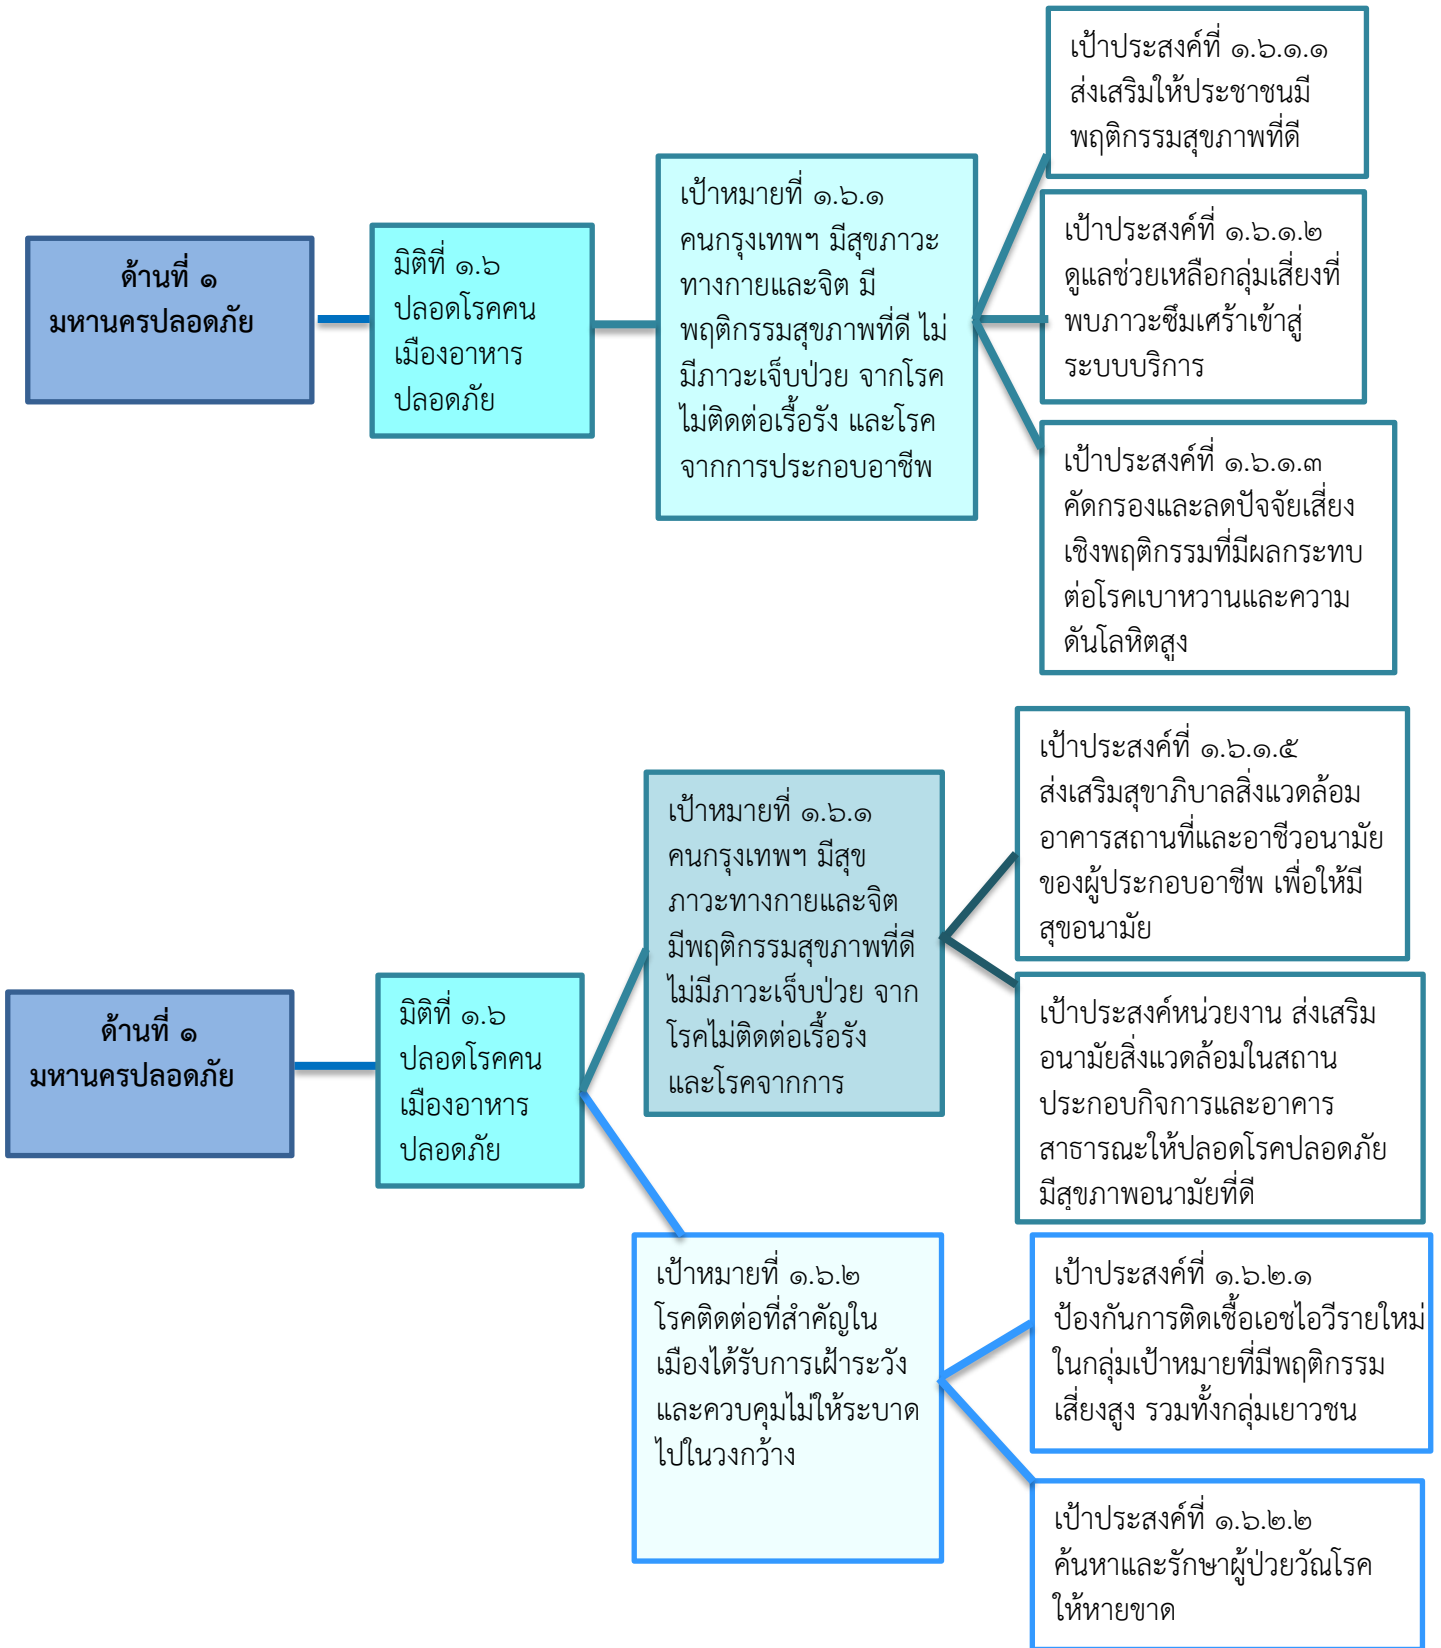 ด้านที่ ๑
มหานครปลอดภัย
มิติที่ ๑.๖
ปลอดโรคคน
เมืองอาหาร
ปลอดภัย
เป้าหมายที่ ๑.๖.๑
คนกรุงเทพฯ มีสุขภาวะ
ทางกายและจิต มี
พฤติกรรมสุขภาพที่ดี ไม่
มีภาวะเจ็บป่วย จากโรค
ไม่ติดต่อเรื้อรัง และโรค
จากการประกอบอาชีพ
เป้าประสงค์ที่ ๑.๖.๑.๑
ส่งเสริมให้ประชาชนมี
พฤติกรรมสุขภาพที่ดี
เป้าประสงค์ที่ ๑.๖.๑.๒
ดูแลช่วยเหลือกลุ่มเสี่ยงที่
พบภาวะซึมเศร้าเข้าสู่
ระบบบริการ
เป้าประสงค์ที่ ๑.๖.๑.๓
คัดกรองและลดปัจจัยเสี่ยง
เชิงพฤติกรรมที่มีผลกระทบ
ต่อโรคเบาหวานและความ
ดันโลหิตสูง
ด้านที่ ๑
มหานครปลอดภัย
มิติที่ ๑.๖
ปลอดโรคคน
เมืองอาหาร
ปลอดภัย
เป้าหมายที่ ๑.๖.๑
คนกรุงเทพฯ มีสุข
ภาวะทางกายและจิต
มีพฤติกรรมสุขภาพที่ดี
ไม่มีภาวะเจ็บป่วย จาก
โรคไม่ติดต่อเรื้อรัง
และโรคจากการ
เป้าประสงค์ที่ ๑.๖.๑.๕
ส่งเสริมสุขาภิบาลสิ่งแวดล้อม
อาคารสถานที่และอาชีวอนามัย
ของผู้ประกอบอาชีพ เพื่อให้มี
สุขอนามัย
เป้าประสงค์หน่วยงาน ส่งเสริม
อนามัยสิ่งแวดล้อมในสถาน
ประกอบกิจการและอาคาร
สาธารณะให้ปลอดโรคปลอดภัย
มีสุขภาพอนามัยที่ดี
เป้าหมายที่ ๑.๖.๒
โรคติดต่อที่สำคัญใน
เมืองได้รับการเฝ้าระวัง
และควบคุมไม่ให้ระบาด
ไปในวงกว้าง
เป้าประสงค์ที่ ๑.๖.๒.๑
ป้องกันการติดเชื้อเอชไอวีรายใหม่
ในกลุ่มเป้าหมายที่มีพฤติกรรม
เสี่ยงสูง รวมทั้งกลุ่มเยาวชน
เป้าประสงค์ที่ ๑.๖.๒.๒
ค้นหาและรักษาผู้ป่วยวัณโรค
ให้หายขาด